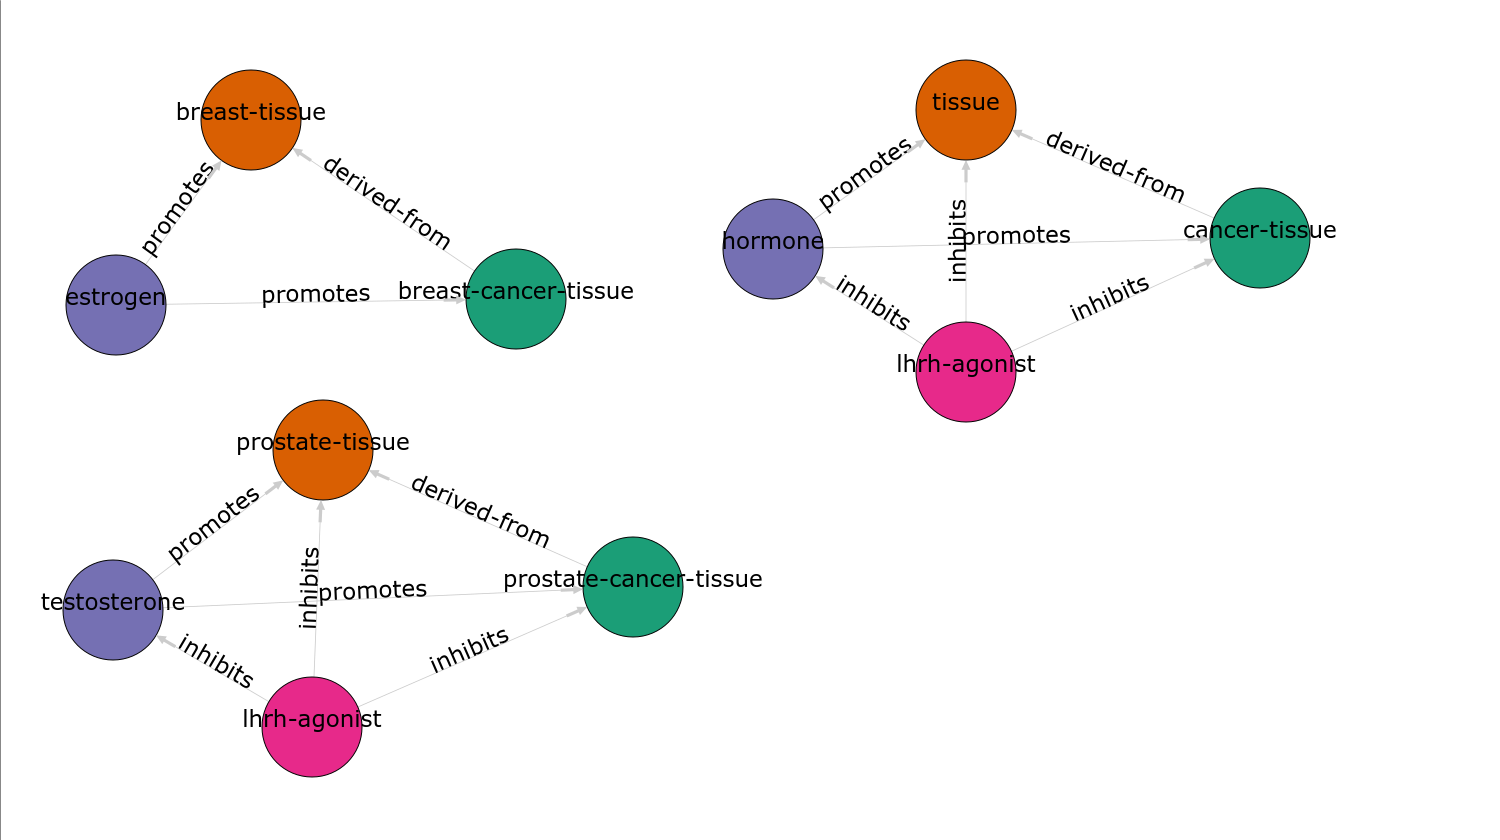 breast-tissue
promotes
derived-from
estrogen
promotes
breast-cancer-tissue
tissue
promotes
derived-from
hormone
inhibits
promotes
cancer-tissue
inhibits
inhibits
lhrh-agonist
prostate-tissue
promotes
derived-from
testosterone
inhibits
promotes
prostate-cancer-tissue
inhibits
inhibits
lhrh-agonist